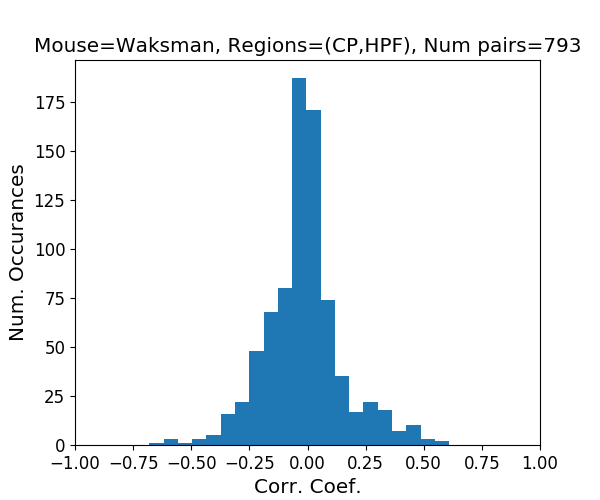 Mouse=Waksman, Regions=(CP,HPF), Num pairs=793
175
150
125
100
75
50
25
0
Num. Occurances
−1.00 −0.75 −0.50 −0.25 0.00 0.25 0.50 0.75 1.00
Corr. Coef.